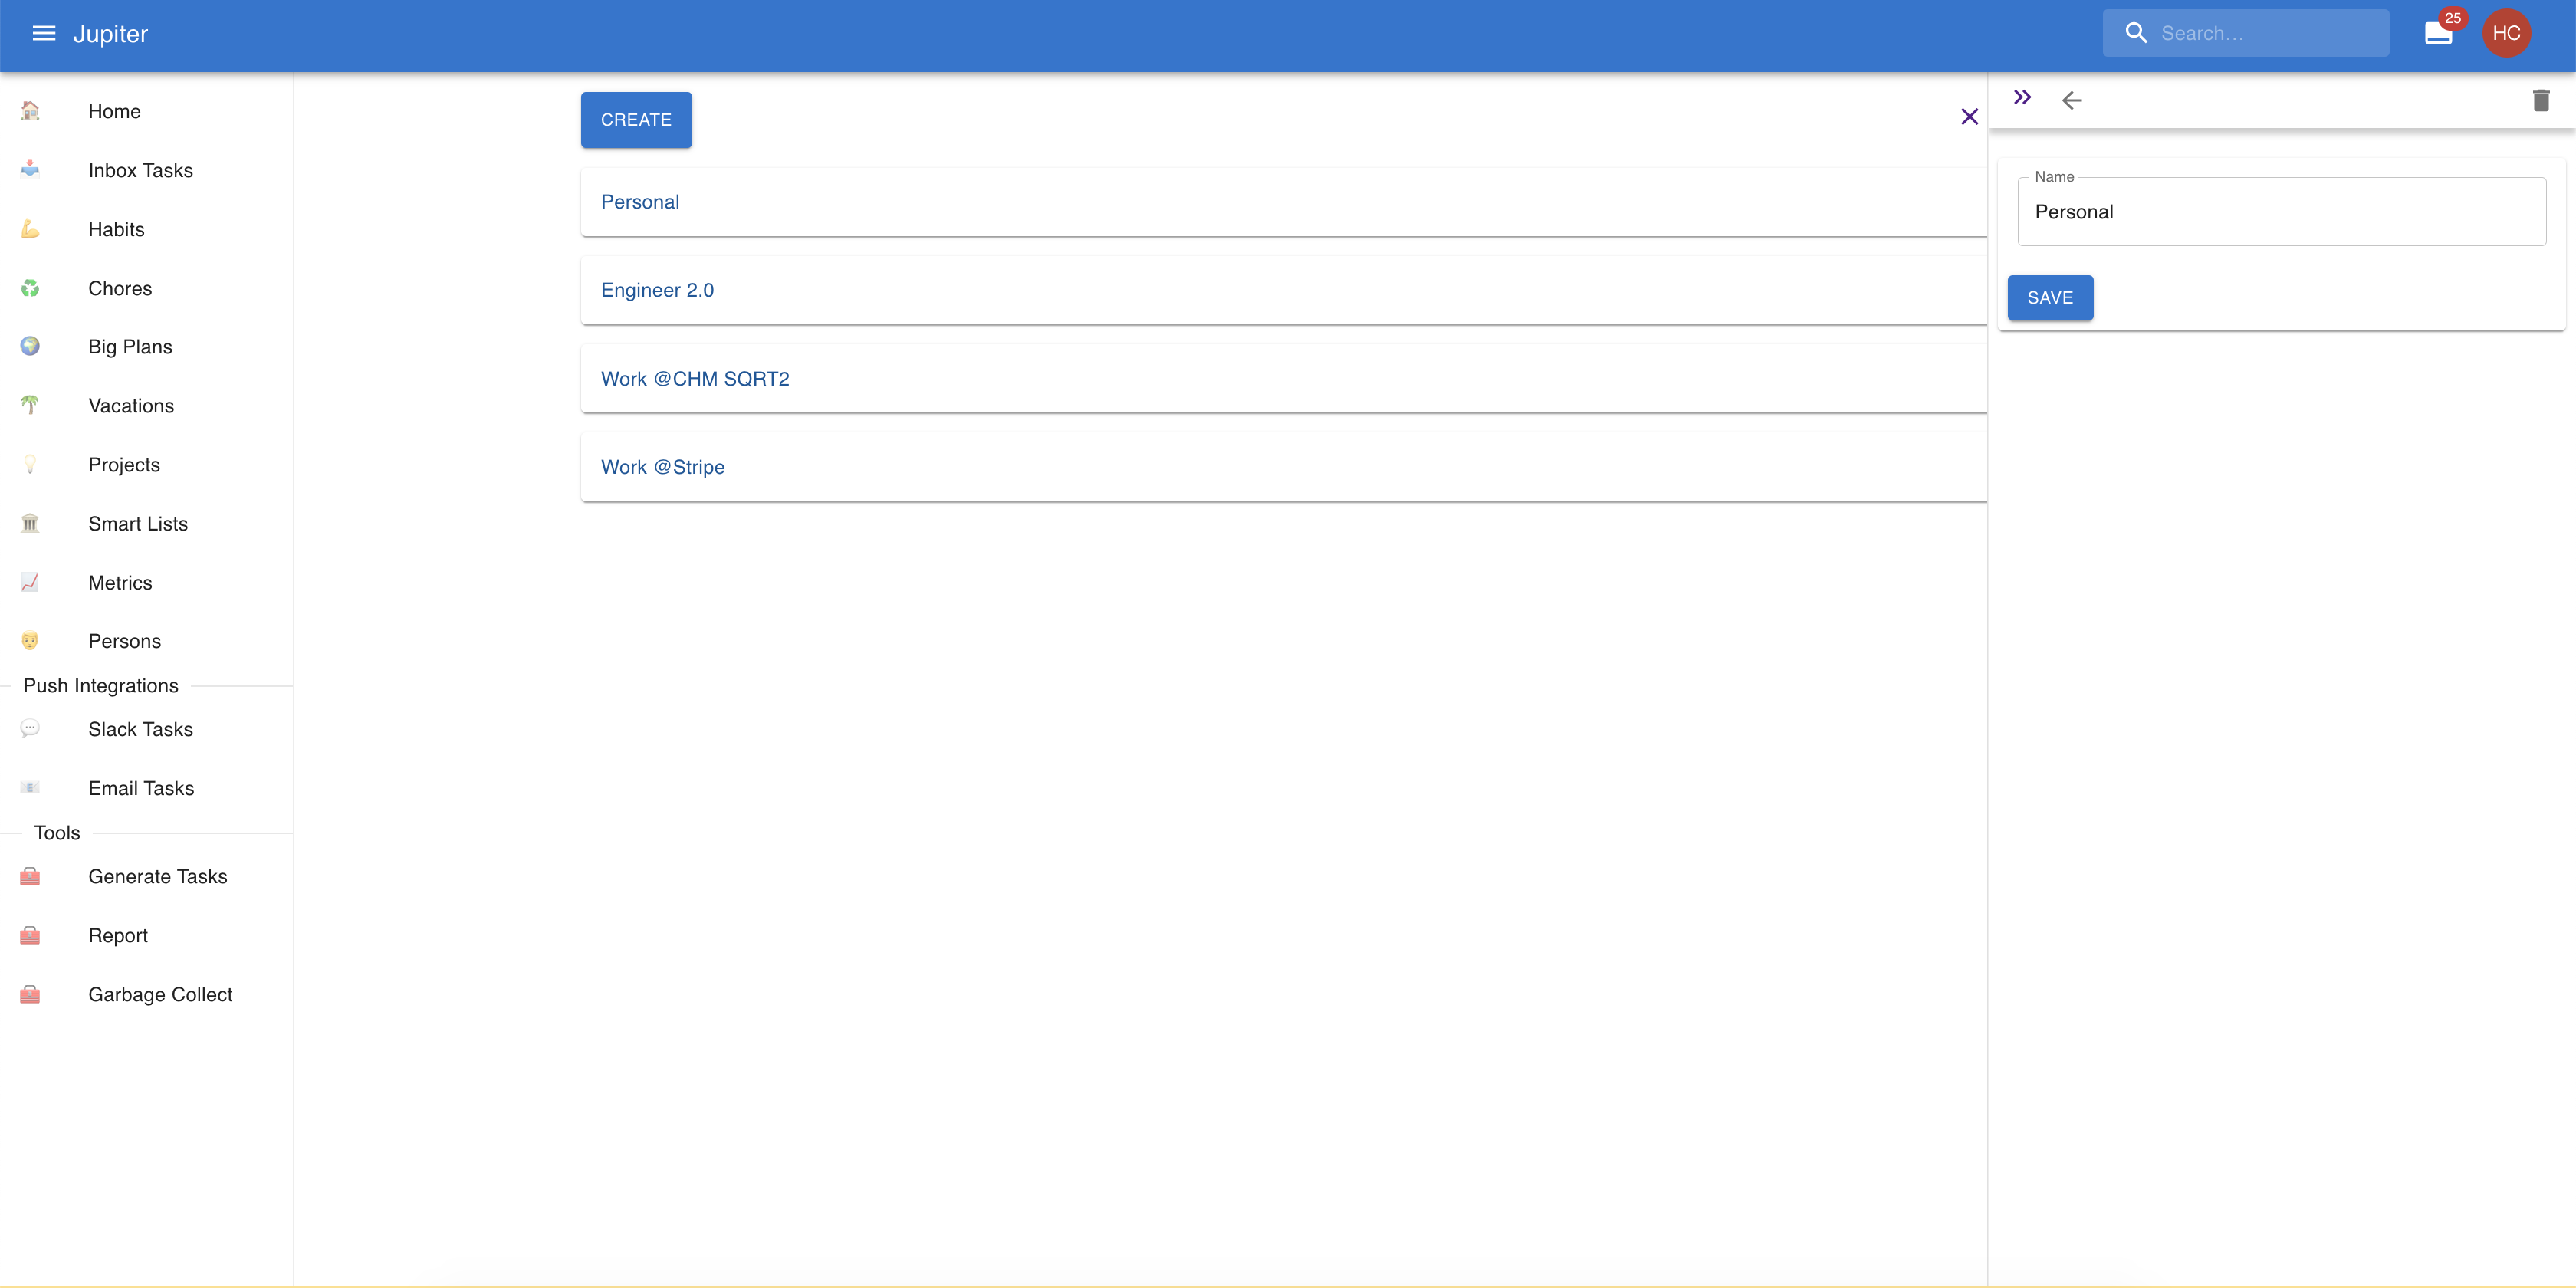 Jupiter
Search...
25
HC
Home
Inbox Tasks
Habits
Chores
Big Plans
Vacations
Projects
Smart Lists
Metrics
Persons
Push Integrations
Slack Tasks
Email Tasks
Tools
Generate Tasks
Report
Garbage Collect
CREATE
Personal
Engineer 2.0
Work @CHM SQRT2
Work @Stripe
Name
Personal
SAVE